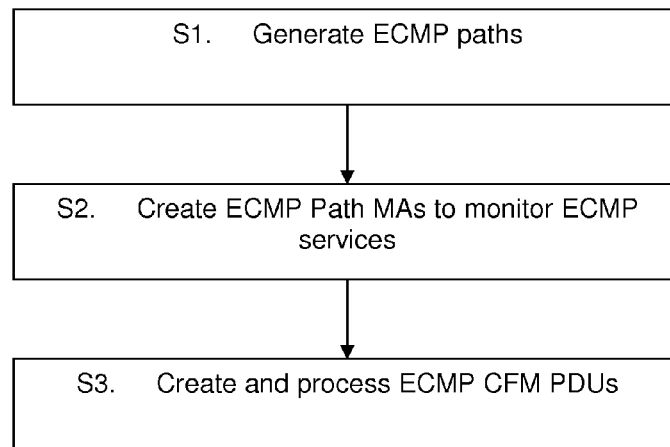 S1. Generate ECMP paths
S2. Create ECMP Path MAs to monitor ECMP
services
S3. Create and process ECMP CFM PDUs